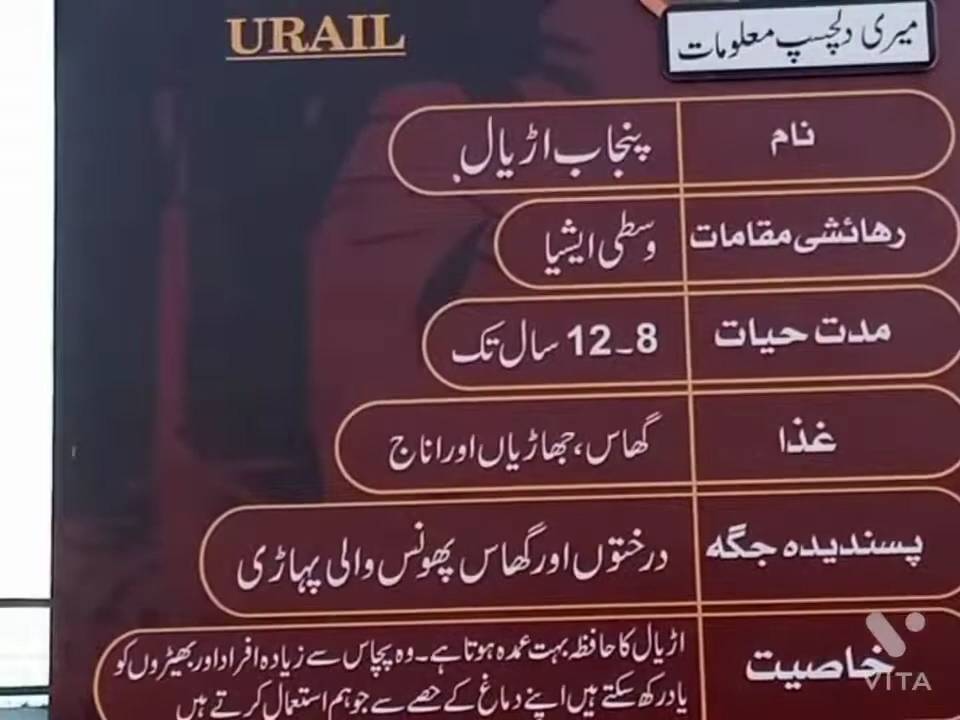 URAIL
میری دلچسپ معلومات
نام
پنجاب اڑیال
رہائشی مقامات
وسطی ایشیا
مدت حیات
8-12 سال تک
غذا
گھاس، جھاڑیاں اور اناج
پسندیدہ جگہ
درختوں اور گھاس پھونس والی پہاڑی
خاصیت
اڑیال کا حافظہ بہت عمدہ ہوتا ہے۔ وہ پچاس سے زیادہ افراد اور بھیڑوں کو
یاد رکھ سکتے ہیں اپنے دماغ کے حصے سے جو ہم استعمال کرتے ہیں
VITA